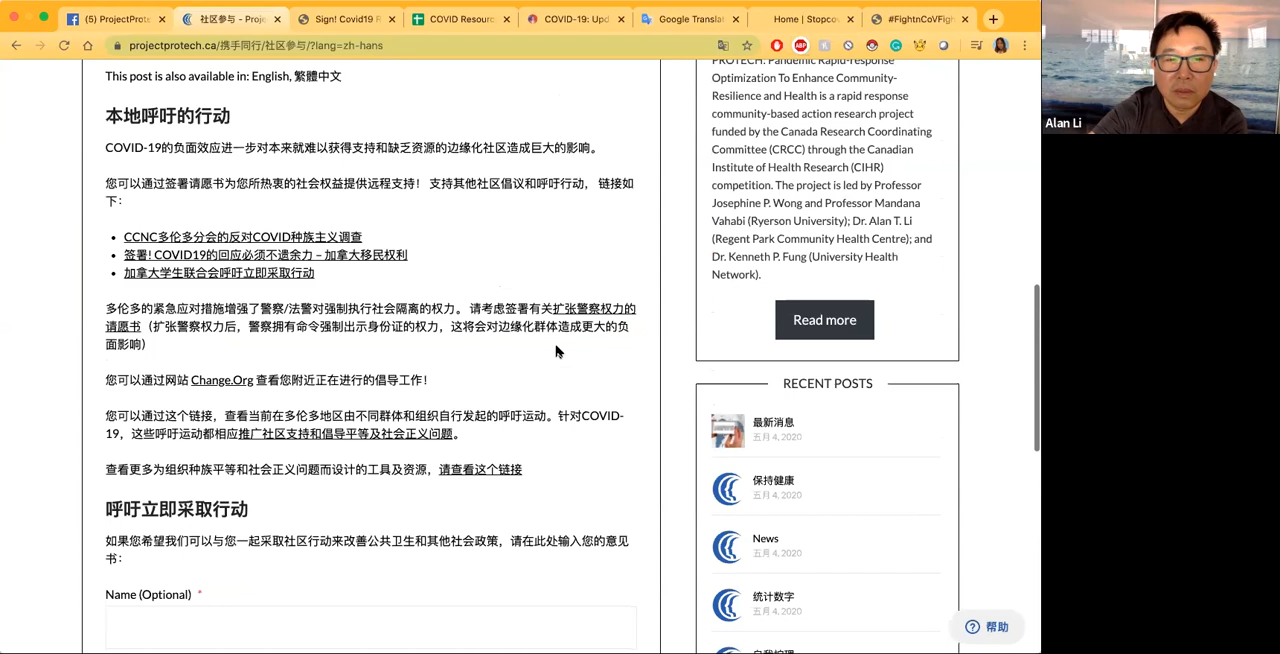 (5) ProjectProte
社区参与 - Proje
Sign! Covid19 R
COVID Resourc
COVID-19: Upd
Google Transla
Home | Stopcov
#FightnCoVFigh
projectprotech.ca/携手同行/社区参与/?lang=zh-hans
ABP
Alan Li
This post is also available in: English, 繁體中文
本地呼吁的行动
COVID-19的负面效应进一步对本来就难以获得支持和缺乏资源的边缘化社区造成巨大的影响。
您可以通过签署请愿书为您所热衷的社会权益提供远程支持! 支持其他社区倡议和呼吁行动, 链接如
下:
• CCNC多伦多分会的反对COVID种族主义调查
• 签署! COVID19的回应必须不遗余力 – 加拿大移民权利
• 加拿大学生联合会呼吁立即采取行动
多伦多的紧急应对措施增强了警察/法警对强制执行社会隔离的权力。 请考虑签署有关扩张警察权力的
请愿书（扩张警察权力后，警察拥有命令强制出示身份证的权力，这将会对边缘化群体造成更大的负
面影响）
您可以通过网站 Change.Org 查看您附近正在进行的倡导工作!
您可以通过这个链接，查看当前在多伦多地区由不同群体和组织自行发起的呼吁运动。针对COVID-
19，这些呼吁运动都相应推广社区支持和倡导平等及社会正义问题。
查看更多为组织种族平等和社会正义问题而设计的工具及资源，请查看这个链接
呼吁立即采取行动
如果您希望我们可以与您一起采取社区行动来改善公共卫生和其他社会政策，请在此处输入您的意见
书:
Name (Optional) *
PROTECH: Pandemic Rapid-response
Optimization To Enhance Community-
Resilience and Health is a rapid response
community-based action research project
funded by the Canada Research Coordinating
Committee (CRCC) through the Canadian
Institute of Health Research (CIHR)
competition. The project is led by Professor
Josephine P. Wong and Professor Mandana
Vahabi (Ryerson University); Dr. Alan T. Li
(Regent Park Community Health Centre); and
Dr. Kenneth P. Fung (University Health
Network).
Read more
RECENT POSTS
最新消息
五月 4, 2020
保持健康
五月 4, 2020
News
五月 4, 2020
统计数字
五月 4, 2020
帮助